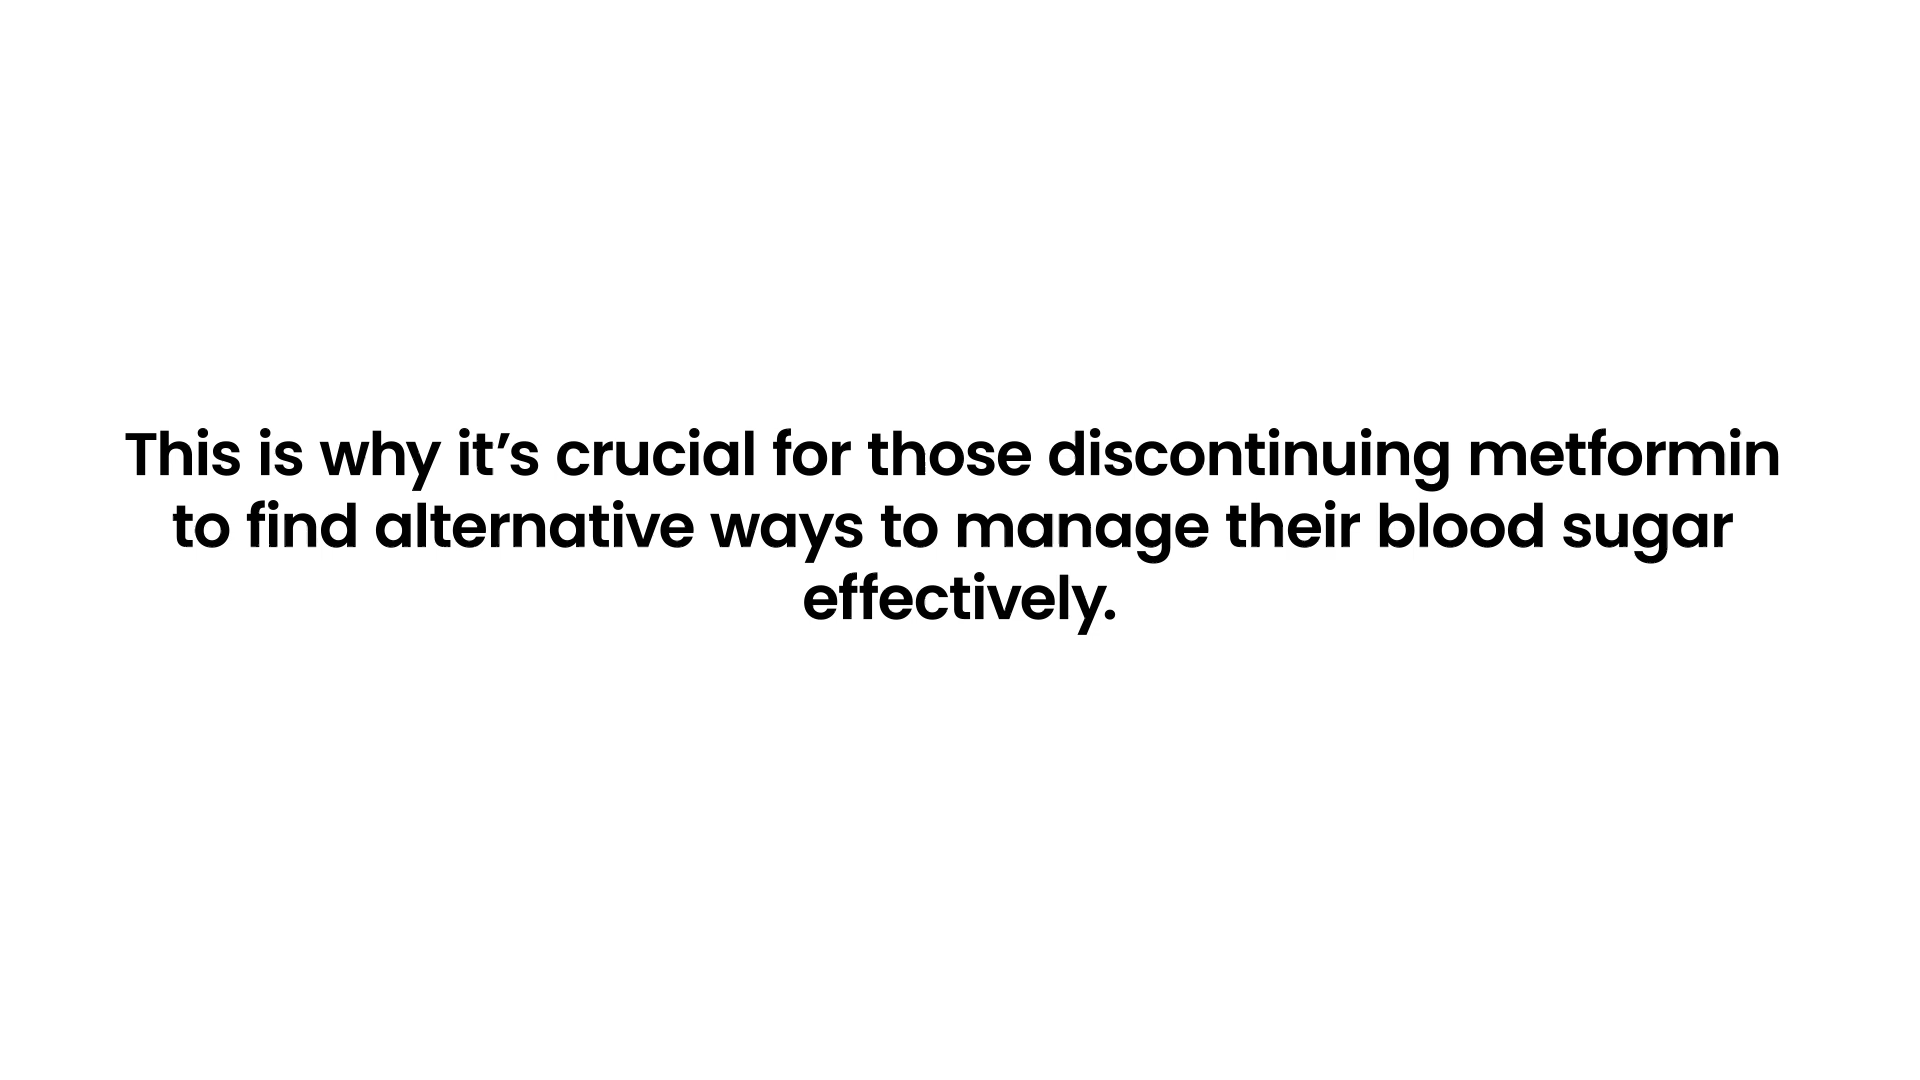 This is why it’s crucial for those discontinuing metformin
to find alternative ways to manage their blood sugar
effectively.